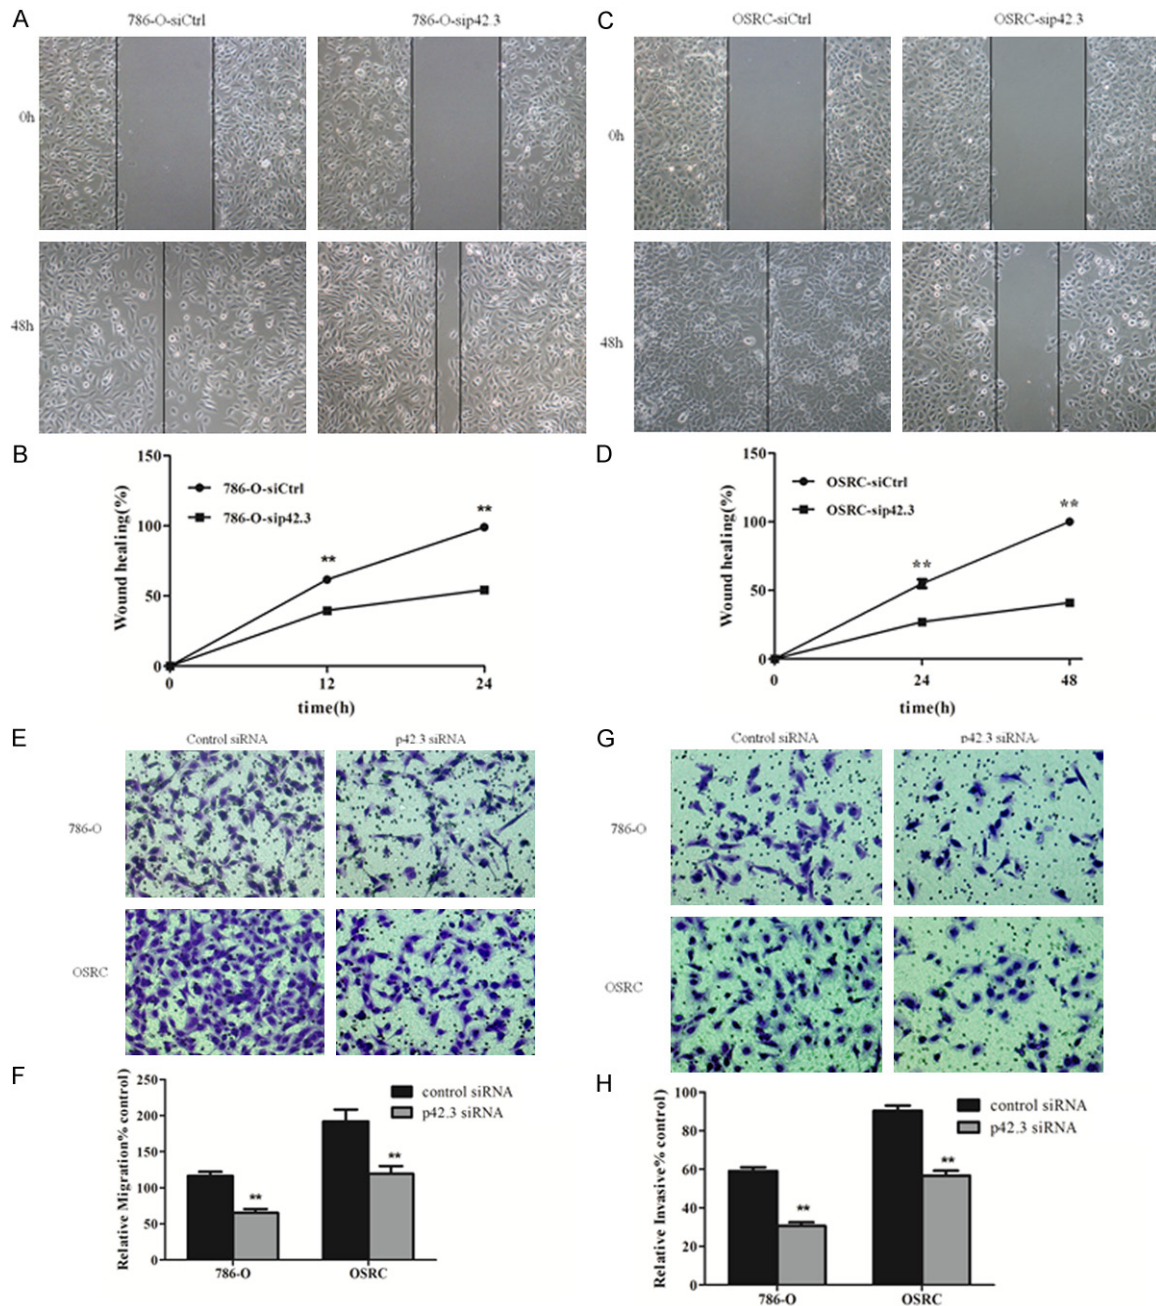 A
786-O-siCtrl
786-O-sip42.3
0h
48h
C
OSRC-siCtrl
OSRC-sip42.3
0h
48h
B
150
100
50
0
Wound healing(%)
786-O-siCtrl
786-O-sip42.3
**
**
0
12
24
time(h)
D
150
100
50
0
Wound healing(%)
OSRC-siCtrl
OSRC-sip42.3
**
**
0
24
48
time(h)
E
Control siRNA
p42.3 siRNA
786-O
OSRC
G
Control siRNA
p42.3 siRNA
786-O
OSRC
F
250
200
150
100
50
0
Relative Migration% control)
control siRNA
p42.3 siRNA
**
**
786-O
OSRC
H
100
80
60
40
20
0
Relative Invasive% control)
control siRNA
p42.3 siRNA
**
**
786-O
OSRC